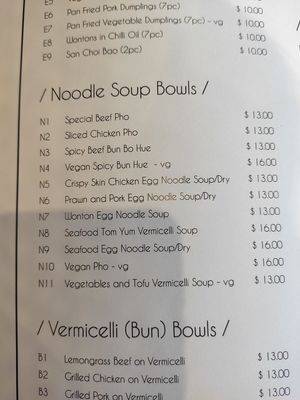 E6 Pan Fried Pork Dumplings (7pc) $ 10.00
E7 Pan Fried Vegetable Dumplings (7pc) - vg $ 10.00
E8 Wontons in Chilli Oil (7pc) $ 10.00
E9 San Choi Bao (2pc) $ 10.00
/ Noodle Soup Bowls /
N1 Special Beef Pho $ 13.00
N2 Sliced Chicken Pho $ 13.00
N3 Spicy Beef Bun Bo Hue $ 13.00
N4 Vegan Spicy Bun Hue - vg $ 16.00
N5 Crispy Skin Chicken Egg Noodle Soup/Dry $ 13.00
N6 Prawn and Pork Egg Noodle Soup/Dry $ 13.00
N7 Wonton Egg Noodle Soup $ 13.00
N8 Seafood Tom Yum Vermicelli Soup $ 16.00
N9 Seafood Egg Noodle Soup/Dry $ 16.00
N10 Vegan Pho - vg $ 16.00
N11 Vegetables and Tofu Vermicelli Soup - vg $ 13.00
/ Vermicelli (Bun) Bowls /
B1 Lemongrass Beef on Vermicelli $ 13.00
B2 Grilled Chicken on Vermicelli $ 13.00
B3 Grilled Pork on Vermicelli $ 13.00